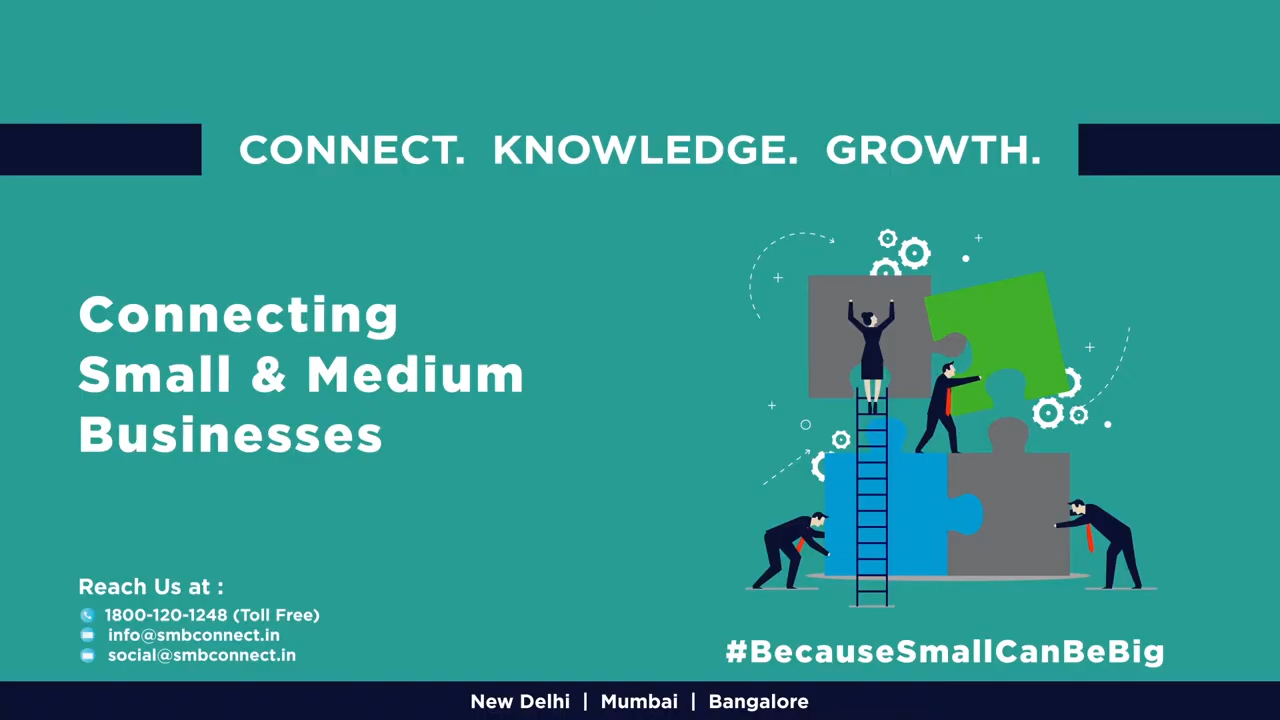 CONNECT. KNOWLEDGE. GROWTH.
Connecting
Small & Medium
Businesses
Reach Us at :
1800-120-1248 (Toll Free)
info@smbconnect.in
social@smbconnect.in
#BecauseSmallCanBeBig
New Delhi | Mumbai | Bangalore